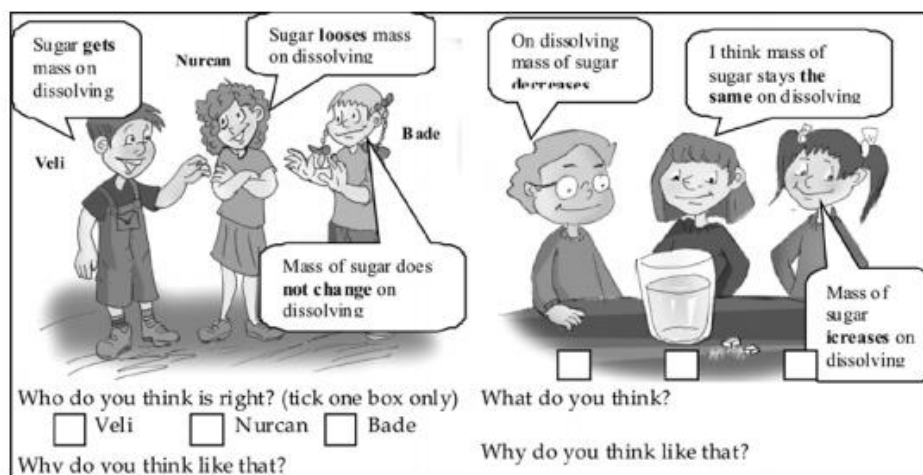 Sugar gets
mass on
dissolving
Nurcan
Sugar looses mass
on dissolving
Veli
Bade
Mass of sugar does
not change on
dissolving
Who do you think is right? (tick one box only)
Veli Nurcan Bade
Why do you think like that?
On dissolving
mass of sugar
decreases
I think mass of
sugar stays the
same on dissolving
Mass of
sugar
icreases on
dissolving
What do you think?
Why do you think like that?